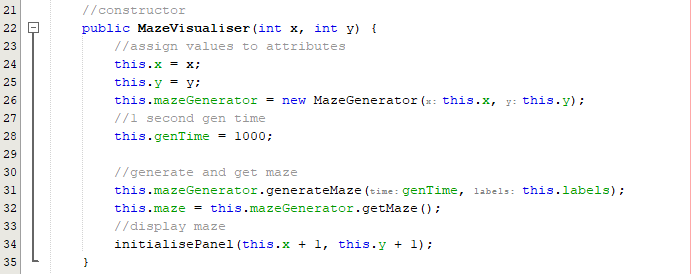 21 //constructor
22 public MazeVisualiser(int x, int y) {
23 //assign values to attributes
24 this.x = x;
25 this.y = y;
26 this.mazeGenerator = new MazeGenerator(x: this.x, y: this.y);
27 //1 second gen time
28 this.genTime = 1000;
29
30 //generate and get maze
31 this.mazeGenerator.generateMaze(time: genTime, labels: this.labels);
32 this.maze = this.mazeGenerator.getMaze();
33 //display maze
34 initialisePanel(this.x + 1, this.y + 1);
35 }